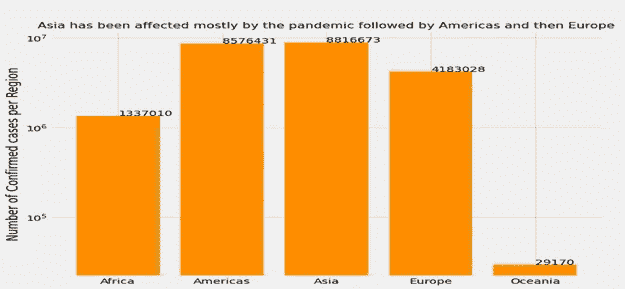 Asia has been affected mostly by the pandemic followed by Americas and then Europe
Number of Confirmed cases per Region
10⁷
10⁶
10⁵
1337010
8576431
8816673
4183028
29170
Africa
Americas
Asia
Europe
Oceania